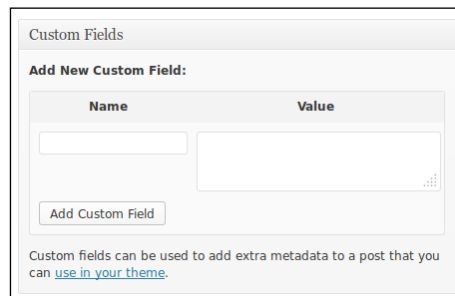 Custom Fields
Add New Custom Field:
Name Value
Add Custom Field
Custom fields can be used to add extra metadata to a post that you
can use in your theme.